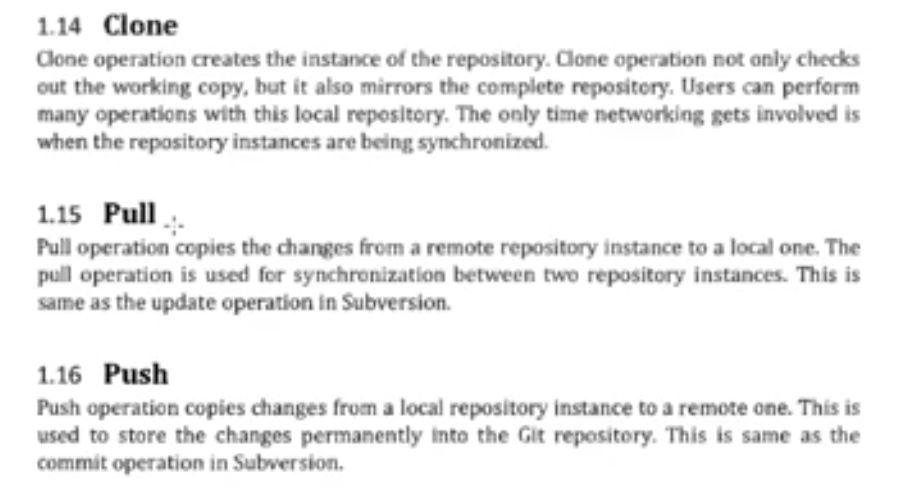 1.14 Clone
Clone operation creates the instance of the repository. Clone operation not only checks
out the working copy, but it also mirrors the complete repository. Users can perform
many operations with this local repository. The only time networking gets involved is
when the repository instances are being synchronized.
1.15 Pull
Pull operation copies the changes from a remote repository instance to a local one. The
pull operation is used for synchronization between two repository instances. This is
same as the update operation in Subversion.
1.16 Push
Push operation copies changes from a local repository instance to a remote one. This is
used to store the changes permanently into the Git repository. This is same as the
commit operation in Subversion.